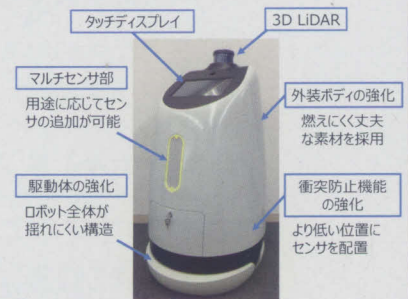 タッチディスプレイ
3D LiDAR
マルチセンサ部
用途に応じてセン
サの追加が可能
外装ボディの強化
燃えにくく丈夫
な素材を採用
駆動体の強化
ロボット全体が
揺れにくい構造
衝突防止機能
の強化
より低い位置に
センサを配置